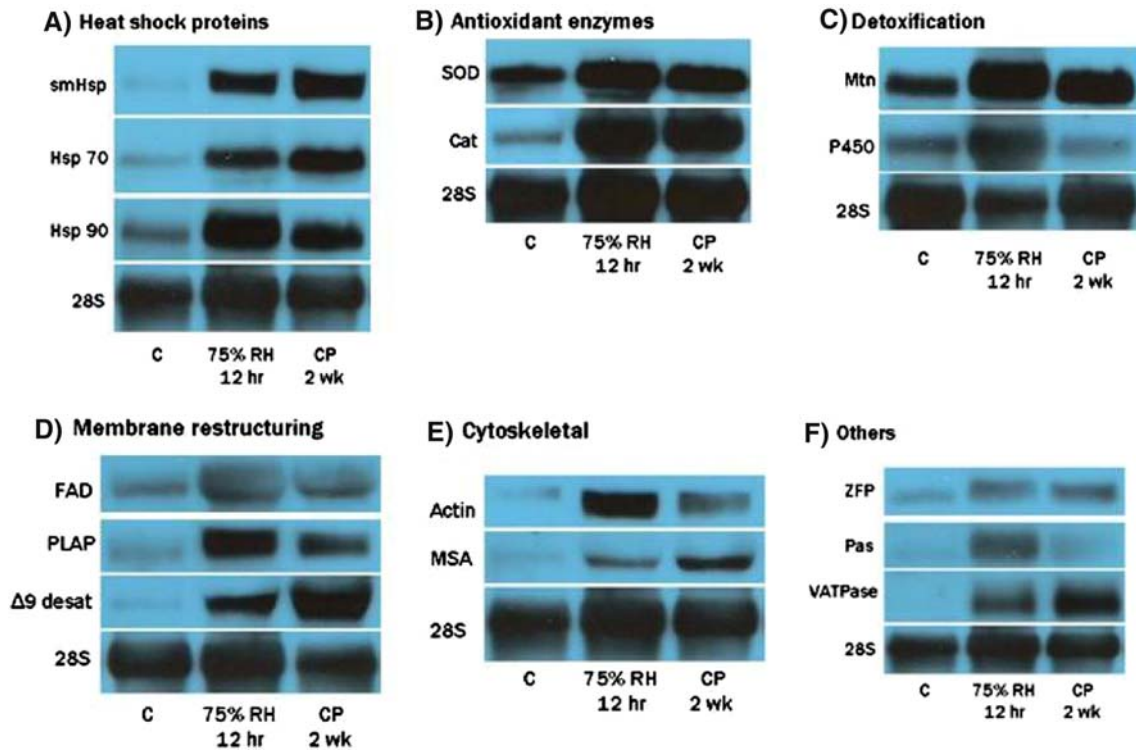 A) Heat shock proteins
smHsp
Hsp 70
Hsp 90
28S
C 75% RH CP
12 hr 2 wk
B) Antioxidant enzymes
SOD
Cat
28S
C 75% RH CP
12 hr 2 wk
C) Detoxification
Mtn
P450
28S
C 75% RH CP
12 hr 2 wk
D) Membrane restructuring
FAD
PLAP
Δ9 desat
28S
C 75% RH CP
12 hr 2 wk
E) Cytoskeletal
Actin
MSA
28S
C 75% RH CP
12 hr 2 wk
F) Others
ZFP
Pas
VATPase
28S
C 75% RH CP
12 hr 2 wk